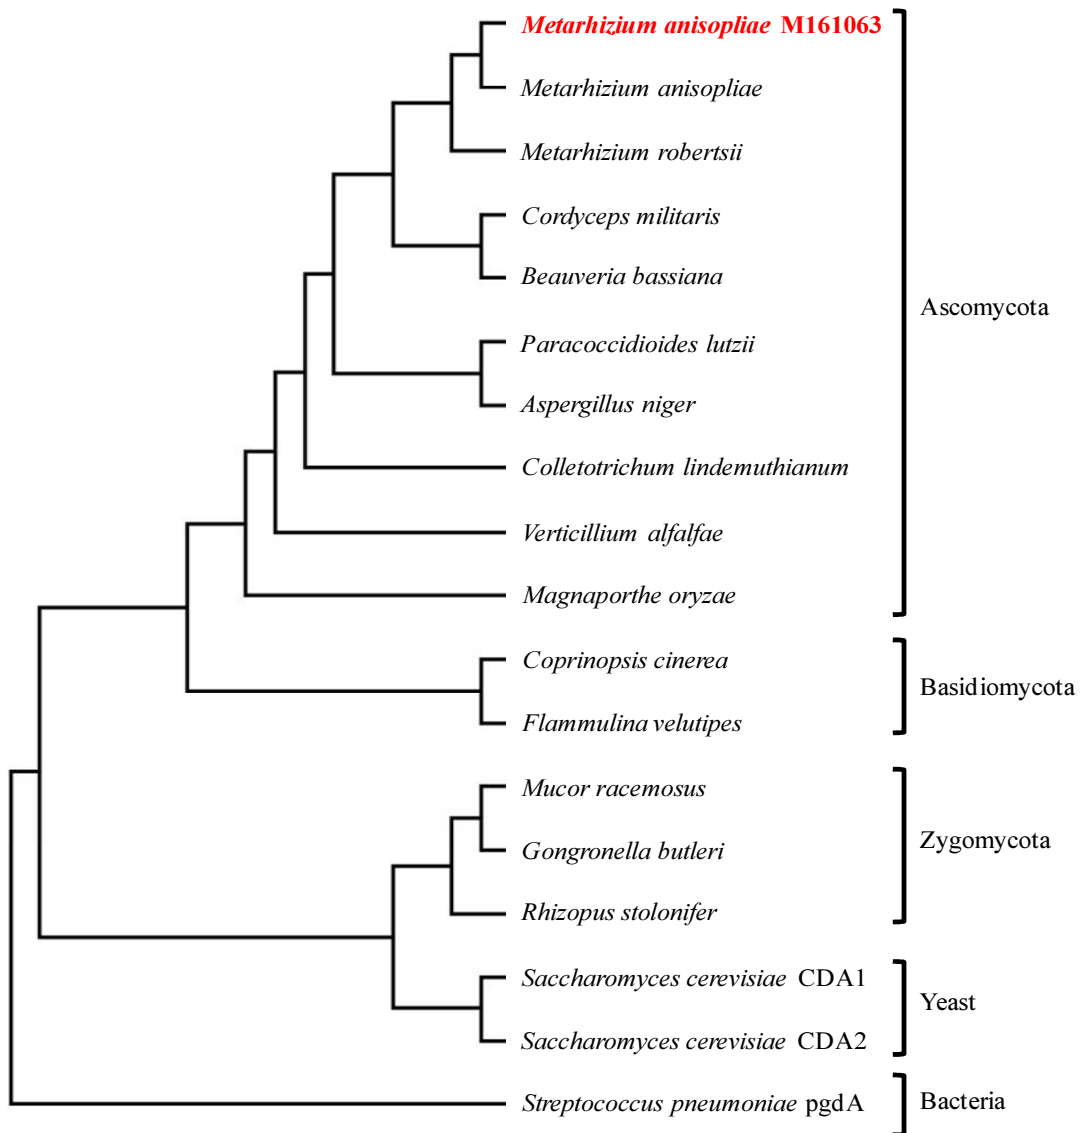 Metarhizium anisopliae M161063
Metarhizium anisopliae
Metarhizium robertsii
Cordyceps militaris
Beauveria bassiana
Ascomycota
Paracoccidioides lutzii
Aspergillus niger
Colletotrichum lindemuthianum
Verticillium alfalfae
Magnaporthe oryzae
Coprinopsis cinerea
Basidiomycota
Flammulina velutipes
Mucor racemosus
Zygomycota
Gongronella butleri
Rhizopus stolonifer
Saccharomyces cerevisiae CDA1
Yeast
Saccharomyces cerevisiae CDA2
Streptococcus pneumoniae pgdA
Bacteria